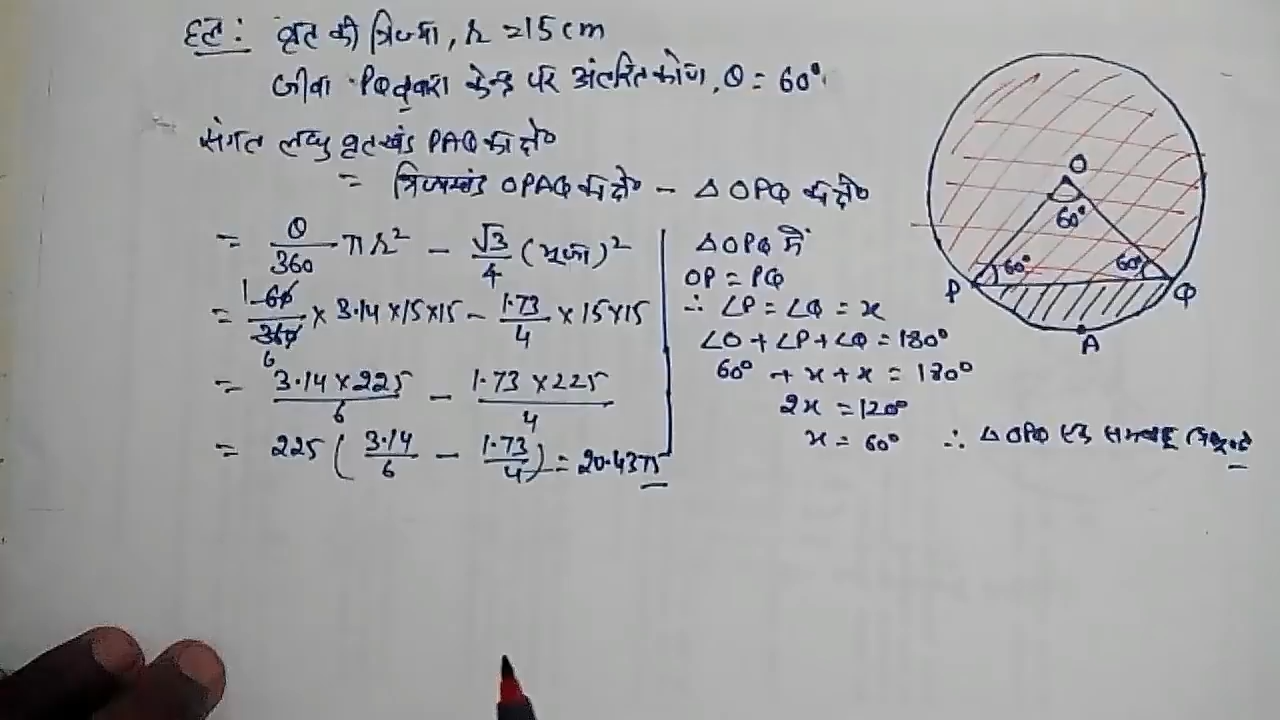 हल: वृत की त्रिज्या, r = 15 cm
जीवा PQ द्वारा केन्द्र पर अंतरित कोण, θ = 60°
संगत लघु वृतखंड PAQ का क्षे०
= त्रिज्यखंड OPAQ का क्षे० − △OPQ का क्षे०
= θ/360 πr² − √3/4 (भुजा)²
= 1 60/360 6 × 3.14 × 15 × 15 − 1.73/4 × 15 × 15
= 3.14 × 225/6 − 1.73 × 225/4
= 225 (3.14/6 − 1.73/4) = 20.4375
△OPQ में
OP = PQ
∴ ∠P = ∠Q = x
∠O + ∠P + ∠Q = 180°
60° + x + x = 180°
2x = 120°
x = 60° ∴ △OPQ एक समबाहु त्रिभुज है
O
60°
60° 60°
P Q
A